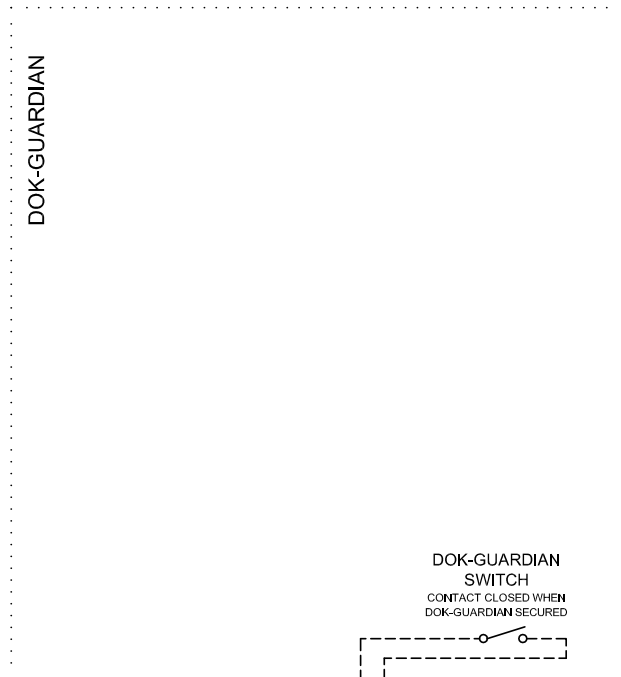 DOK-GUARDIAN
DOK-GUARDIAN
SWITCH
CONTACT CLOSED WHEN
DOK-GUARDIAN SECURED